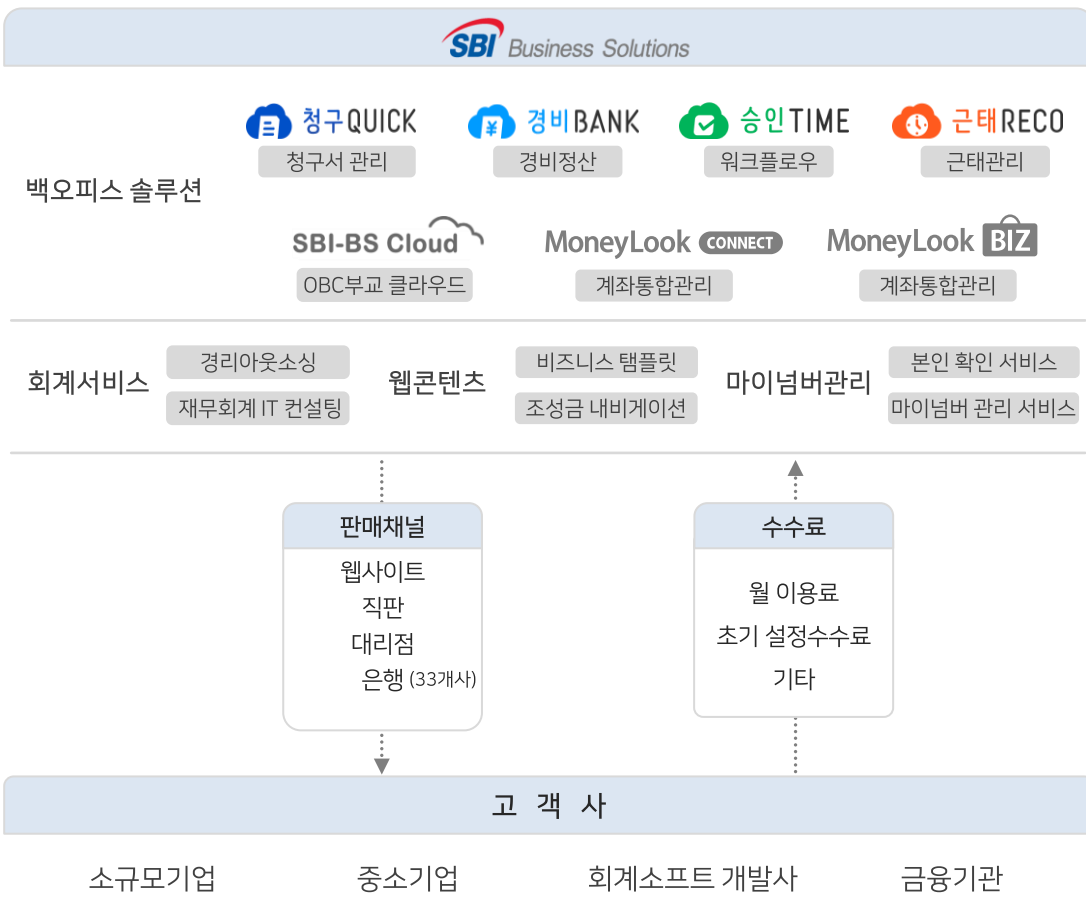 SBI Business Solutions
청구QUICK 경비BANK 승인TIME 근태RECO
청구서 관리 경비정산 워크플로우 근태관리
백오피스 솔루션
SBI-BS Cloud MoneyLook CONNECT MoneyLook BIZ
OBC부교 클라우드 계좌통합관리 계좌통합관리
회계서비스
경리아웃소싱
재무회계 IT 컨설팅
웹콘텐츠
비즈니스 탬플릿
조성금 내비게이션
마이넘버관리
본인 확인 서비스
마이넘버 관리 서비스
판매채널
웹사이트
직판
대리점
은행 (33개사)
수수료
월 이용료
초기 설정수수료
기타
고 객 사
소규모기업 중소기업 회계소프트 개발사 금융기관